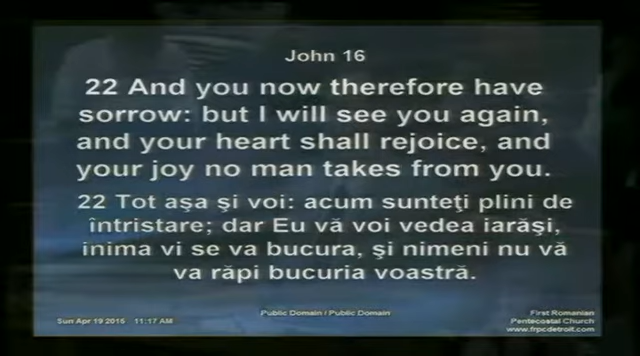 John 16
22 And you now therefore have
sorrow: but I will see you again,
and your heart shall rejoice, and
your joy no man takes from you.
22 Tot aşa şi voi: acum sunteţi plini de
întristare; dar Eu vă voi vedea iarăşi,
inima vi se va bucura, şi nimeni nu vă
va răpi bucuria voastră.
Public Domain / Public Domain
Sun Apr 19 2015 11:17 AM
First Romanian
Pentecostal Church
www.frpcdetroit.com